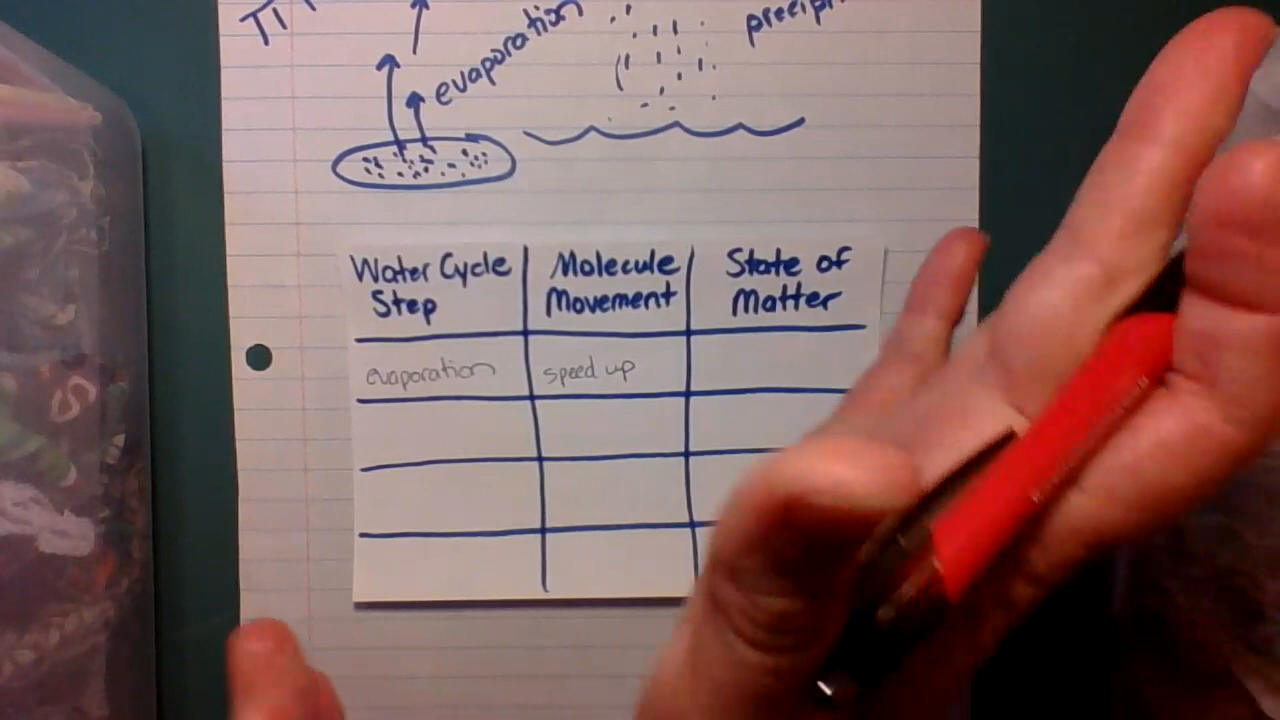 evaporation
Water Cycle Step
Molecule Movement
State of Matter
evaporation
speed up